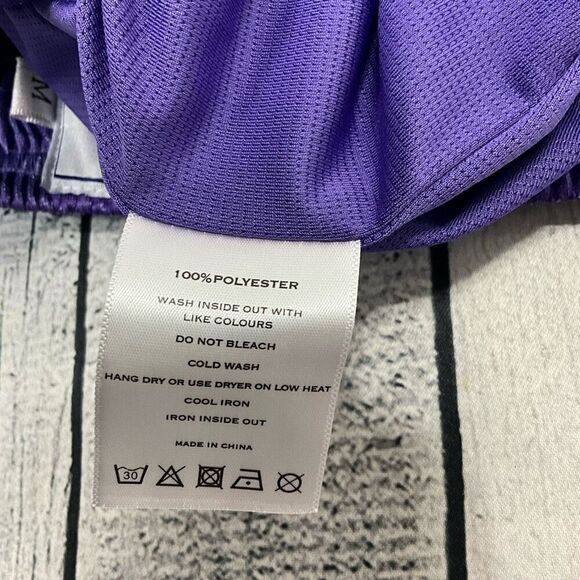 M
100%POLYESTER
WASH INSIDE OUT WITH
LIKE COLOURS
DO NOT BLEACH
COLD WASH
HANG DRY OR USE DRYER ON LOW HEAT
COOL IRON
IRON INSIDE OUT
MADE IN CHINA
30